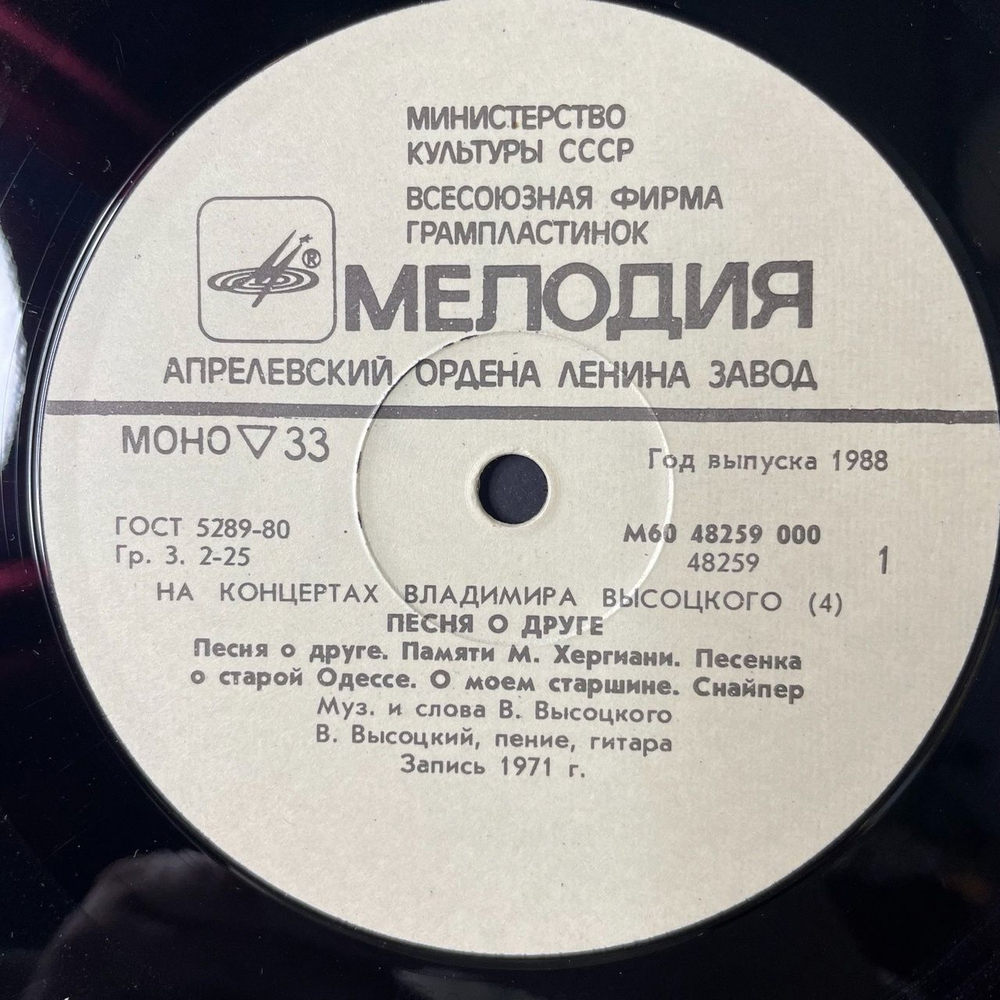 МИНИСТЕРСТВО
КУЛЬТУРЫ СССР
ВСЕСОЮЗНАЯ ФИРМА
ГРАМПЛАСТИНОК
®
МЕЛОДИЯ
АПРЕЛЕВСКИЙ ОРДЕНА ЛЕНИНА ЗАВОД
МОНО ▽ 33
Год выпуска 1988
ГОСТ 5289-80
Гр. 3. 2-25
М60 48259 000
48259
1
НА КОНЦЕРТАХ ВЛАДИМИРА ВЫСОЦКОГО (4)
ПЕСНЯ О ДРУГЕ
Песня о друге. Памяти М. Хергиани. Песенка
о старой Одессе. О моем старшине. Снайпер
Муз. и слова В. Высоцкого
В. Высоцкий, пение, гитара
Запись 1971 г.